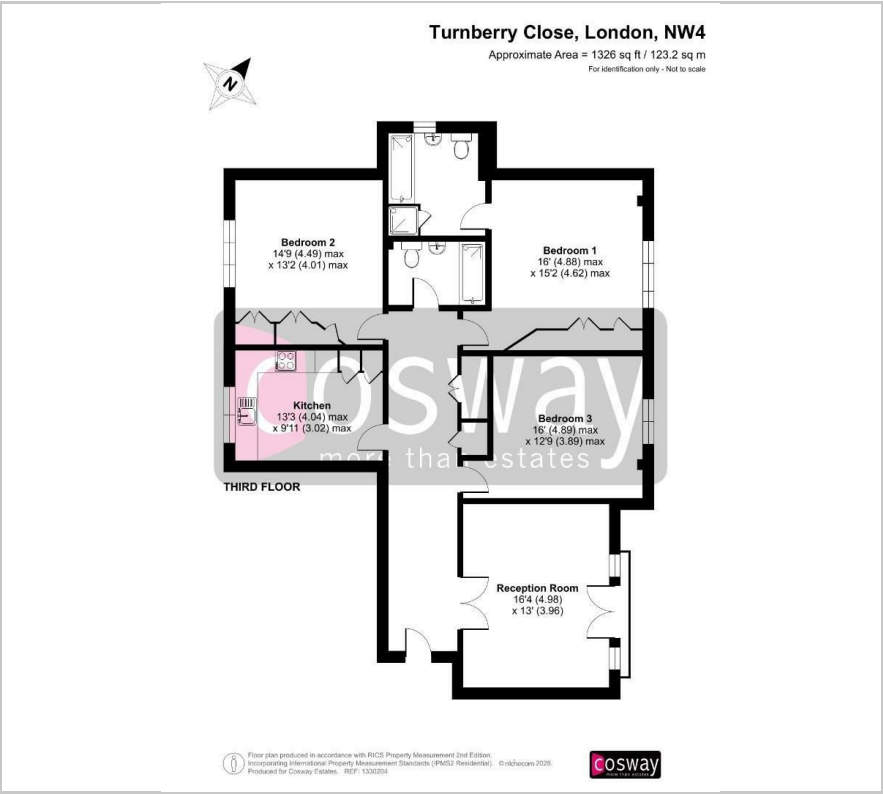 Turnberry Close, London, NW4
Approximate Area = 1326 sq ft / 123.2 sq m
For identification only - Not to scale
N
Bedroom 2
14'9 (4.49) max
x 13'2 (4.01) max
Bedroom 1
16' (4.88) max
x 15'2 (4.62) max
cosway
more than estates
Kitchen
13'3 (4.04) max
x 9'11 (3.02) max
Bedroom 3
16' (4.89) max
x 12'9 (3.89) max
THIRD FLOOR
Reception Room
16'4 (4.98)
x 13' (3.96)
Floor plan produced in accordance with RICS Property Measurement 2nd Edition,
Incorporating International Property Measurement Standards (IPMS2 Residential). © nichecom 2025.
Produced for Cosway Estates. REF: 1330204
cosway
more than estates